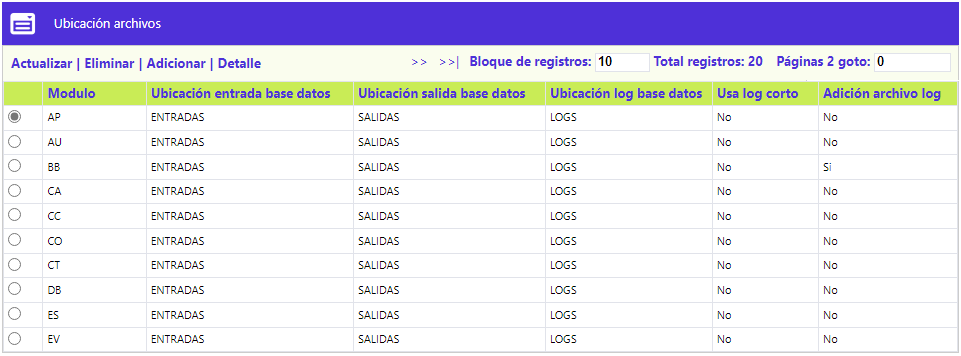 Ubicación archivos
Actualizar | Eliminar | Adicionar | Detalle >> >>| Bloque de registros: 10 Total registros: 20 Páginas 2 goto: 0
Modulo Ubicación entrada base datos Ubicación salida base datos Ubicación log base datos Usa log corto Adición archivo log
AP ENTRADAS SALIDAS LOGS No No
AU ENTRADAS SALIDAS LOGS No No
BB ENTRADAS SALIDAS LOGS No Si
CA ENTRADAS SALIDAS LOGS No No
CC ENTRADAS SALIDAS LOGS No No
CO ENTRADAS SALIDAS LOGS No No
CT ENTRADAS SALIDAS LOGS No No
DB ENTRADAS SALIDAS LOGS No No
ES ENTRADAS SALIDAS LOGS No No
EV ENTRADAS SALIDAS LOGS No No